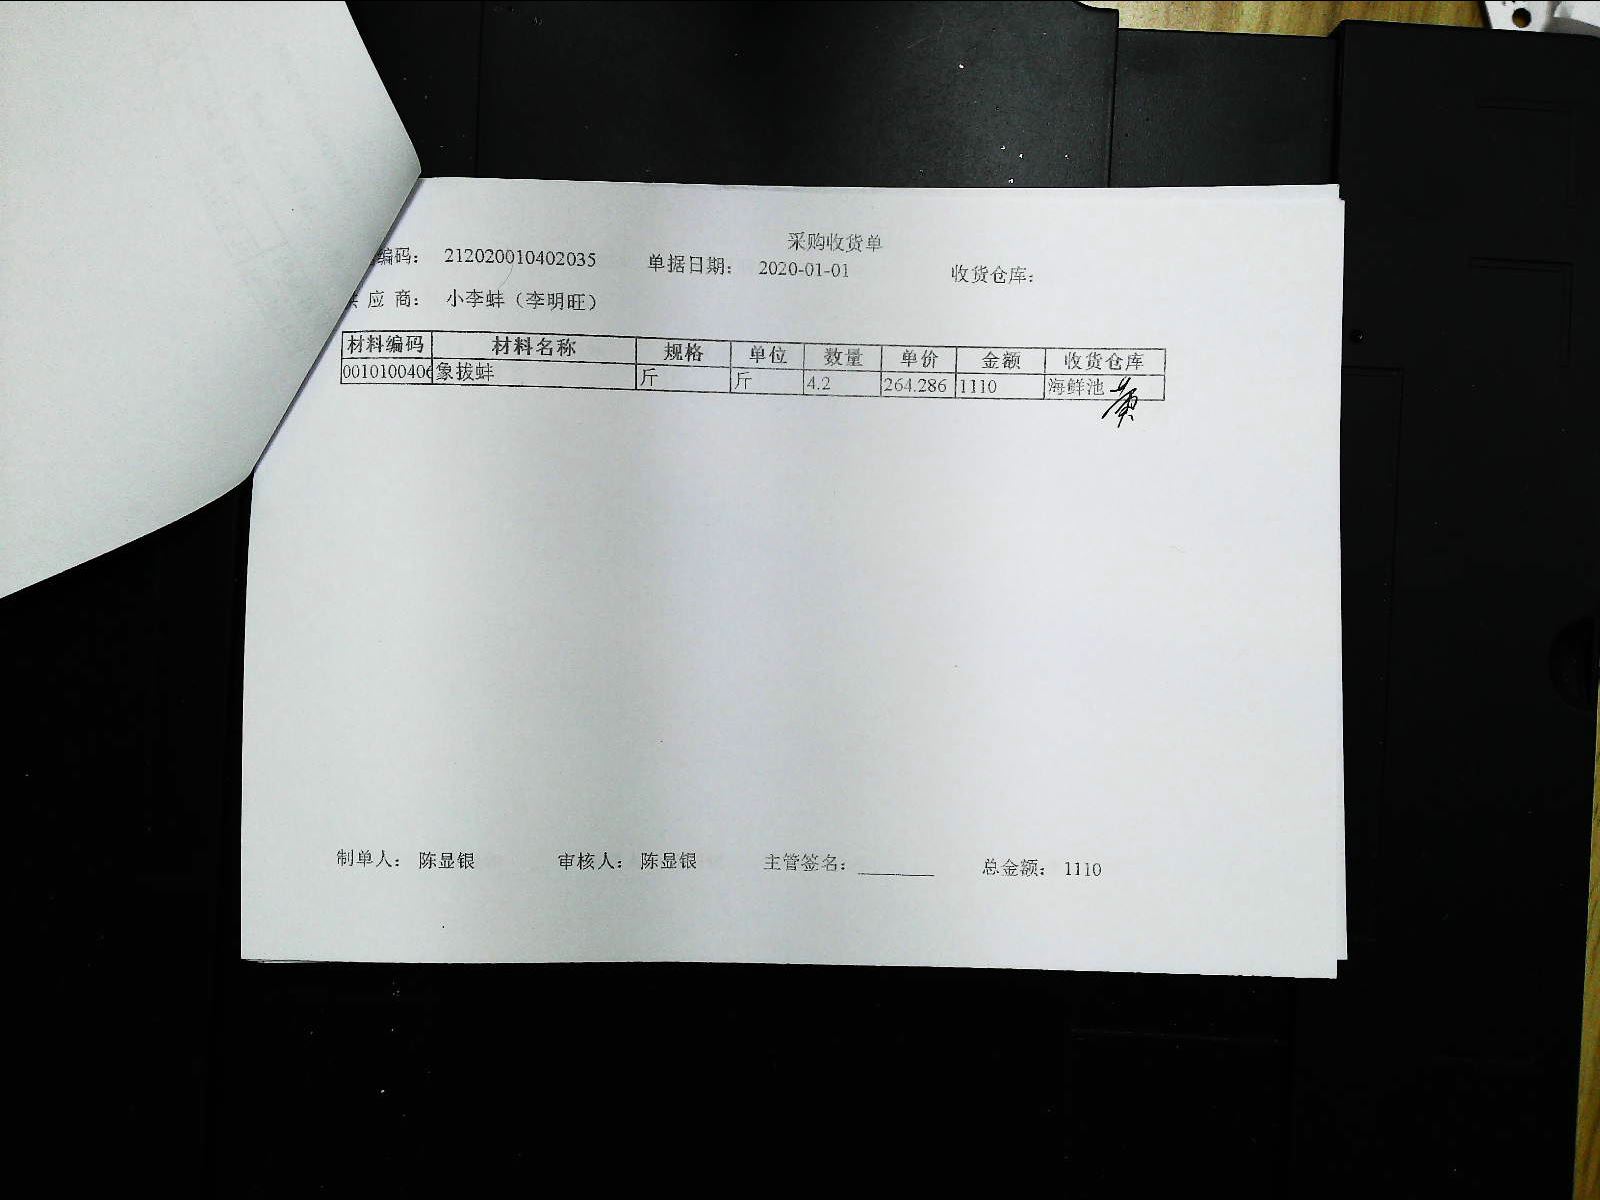 采购收货单
编码: 212020010402035 单据日期: 2020-01-01 收货仓库:
应 商: 小李蚌（李明旺）
材料编码 材料名称 规格 单位 数量 单价 金额 收货仓库
0010100406 象拔蚌 斤 斤 4.2 264.286 1110 海鲜池
制单人: 陈显银 审核人: 陈显银 主管签名: 总金额: 1110